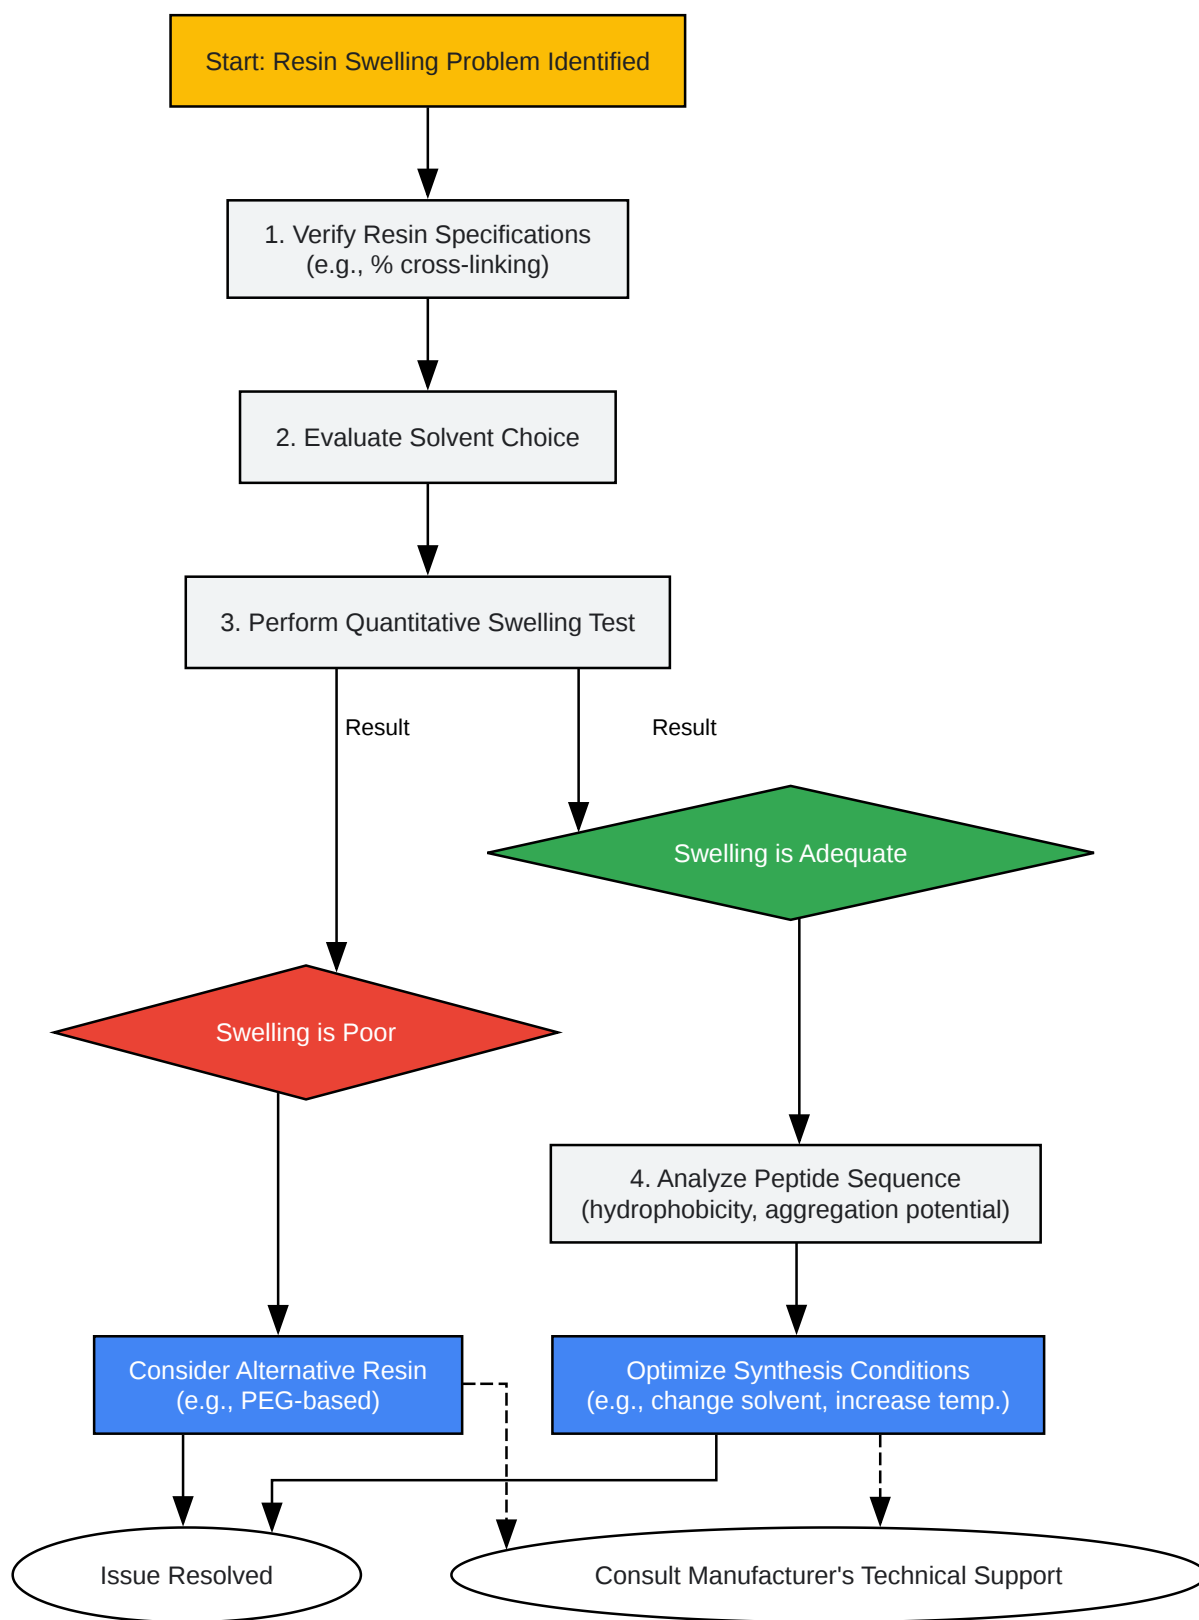 Start: Resin Swelling Problem Identified
1. Verify Resin Specifications
(e.g., % cross-linking)
2. Evaluate Solvent Choice
3. Perform Quantitative Swelling Test
Result
Result
Swelling is Adequate
Swelling is Poor
4. Analyze Peptide Sequence
(hydrophobicity, aggregation potential)
Consider Alternative Resin
(e.g., PEG-based)
Optimize Synthesis Conditions
(e.g., change solvent, increase temp.)
Issue Resolved
Consult Manufacturer's Technical Support